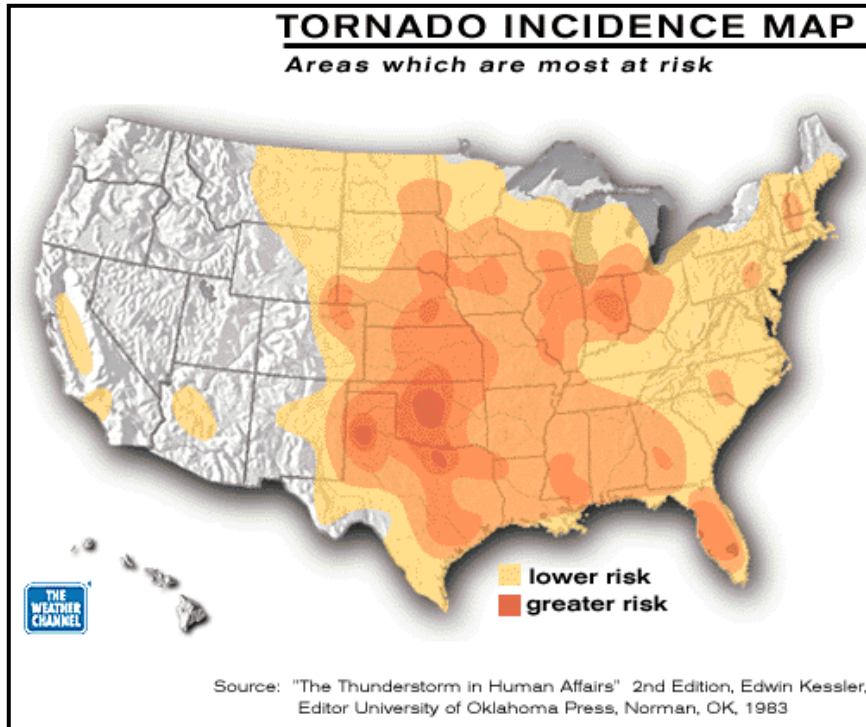 TORNADO INCIDENCE MAP
Areas which are most at risk
lower risk
greater risk
THE
WEATHER
CHANNEL
Source: "The Thunderstorm in Human Affairs" 2nd Edition, Edwin Kessler,
Editor University of Oklahoma Press, Norman, OK, 1983